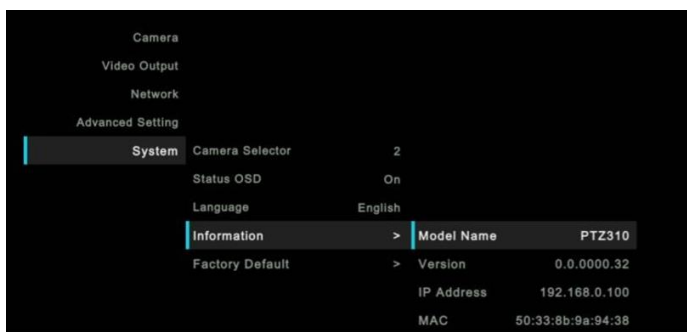 Camera
Video Output
Network
Advanced Setting
System Camera Selector 2
Status OSD On
Language English
Information > Model Name PTZ310
Factory Default > Version 0.0.0000.32
IP Address 192.168.0.100
MAC 50:33:8b:9a:94:38